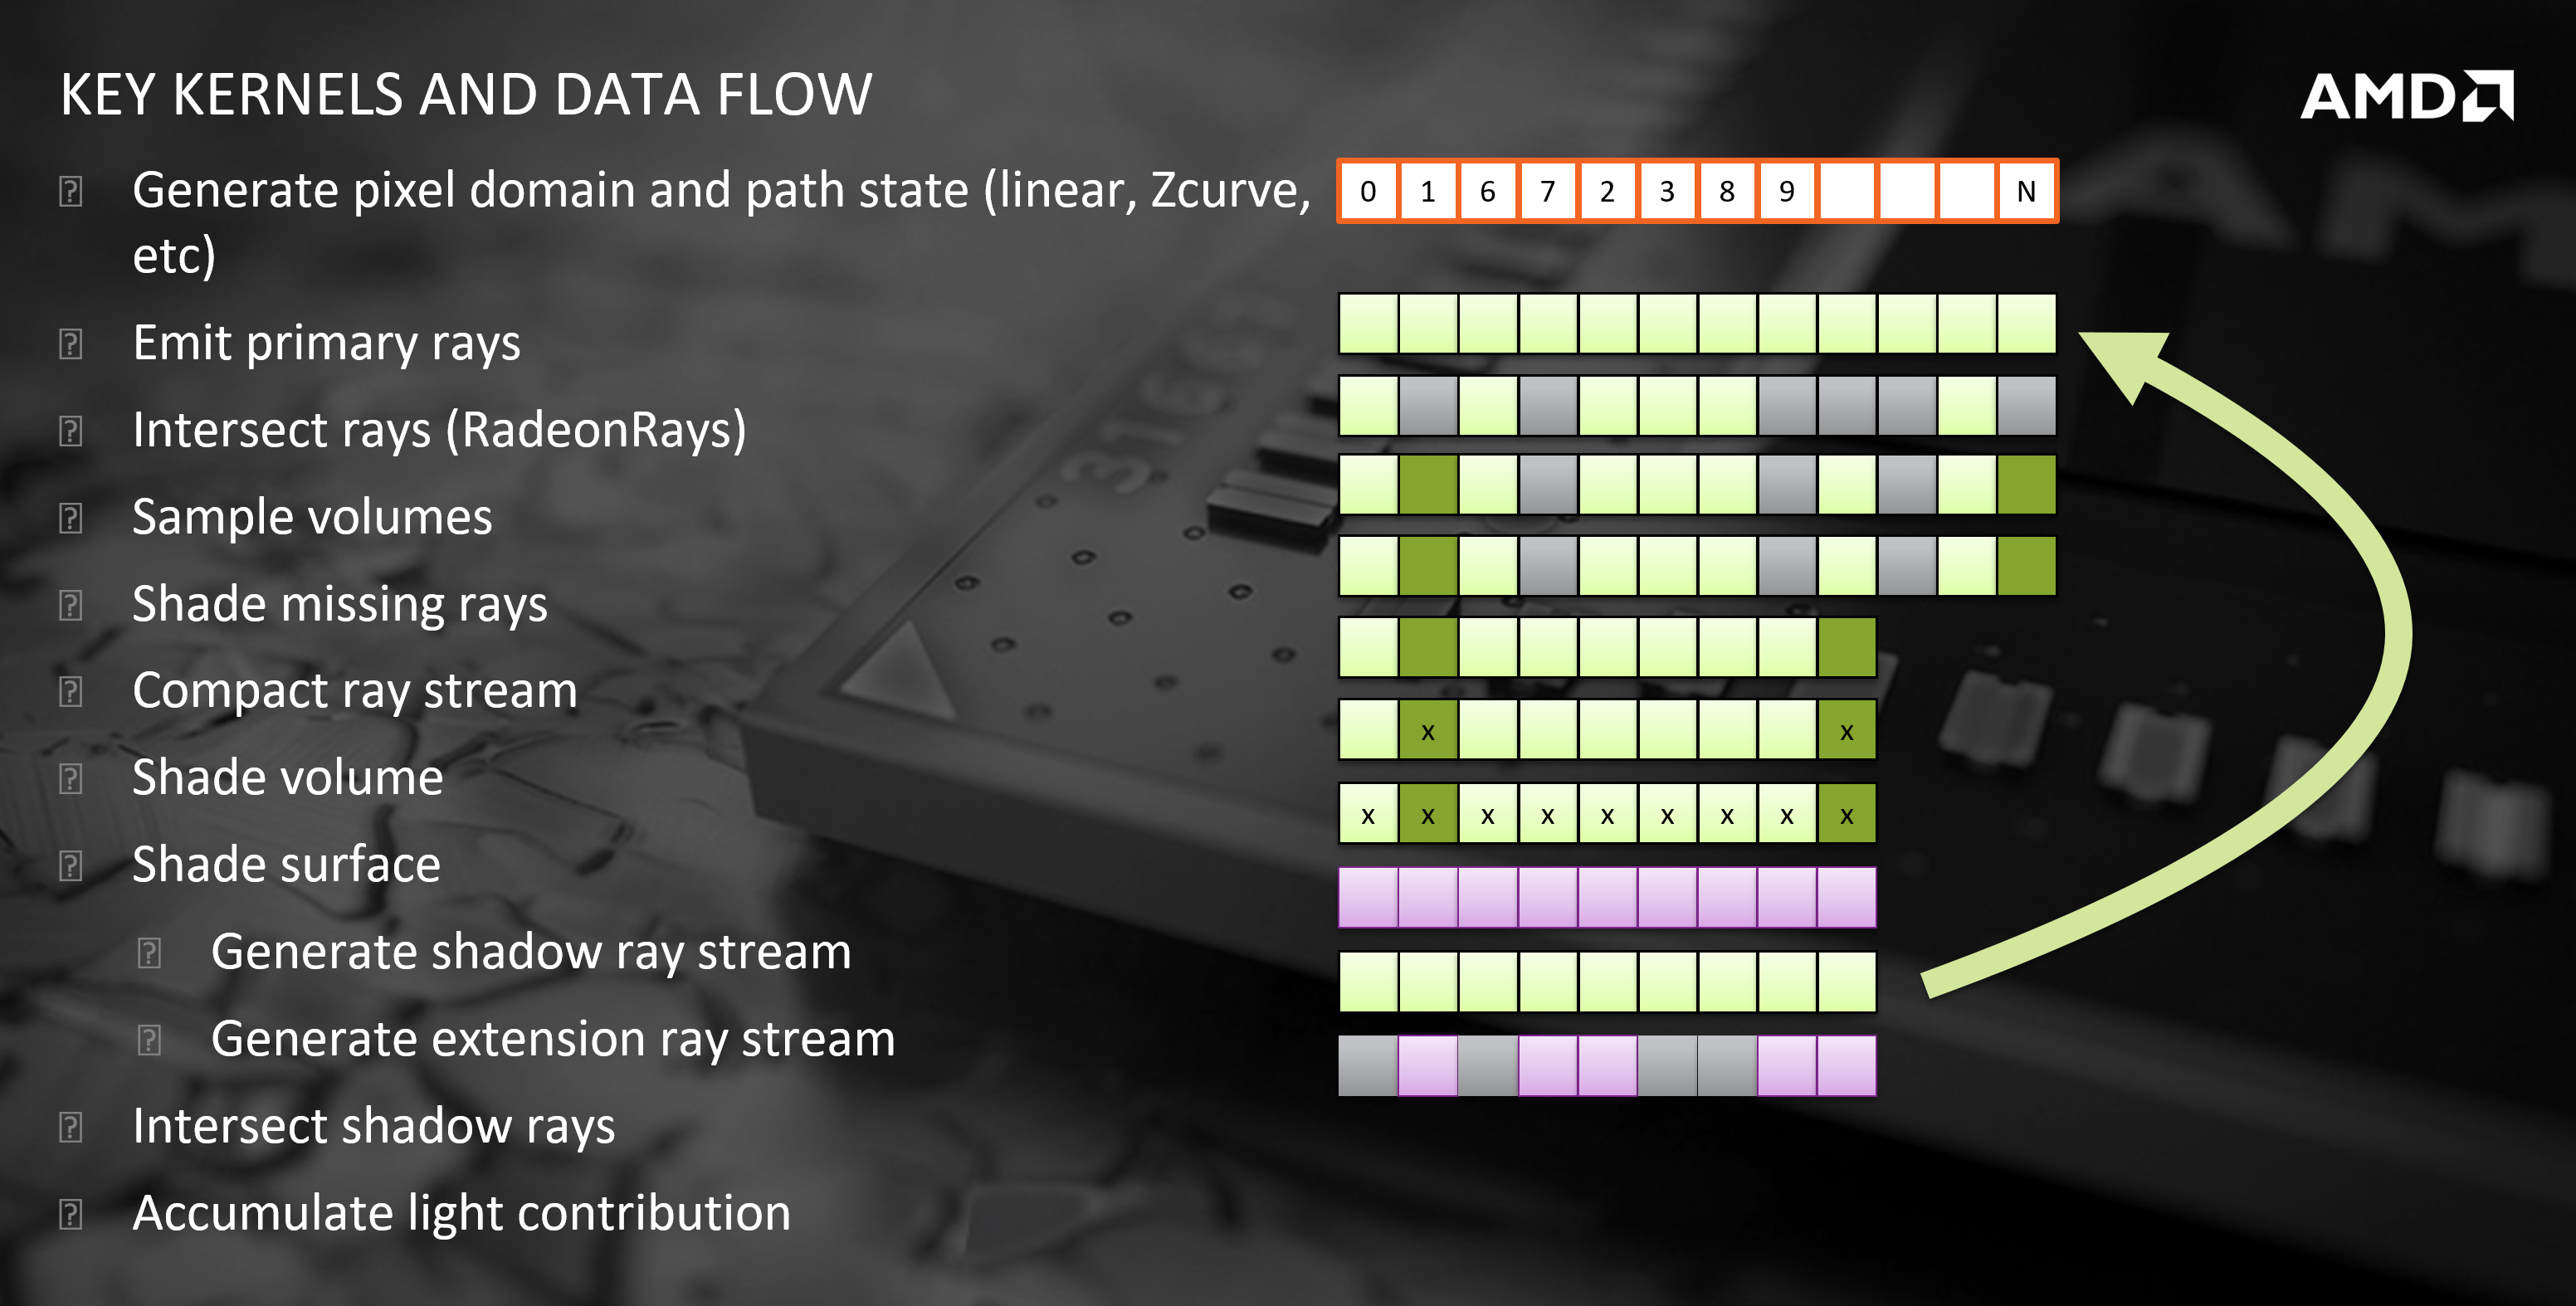 KEY KERNELS AND DATA FLOW
AMD
Generate pixel domain and path state (linear, Zcurve,
etc)
0 1 6 7 2 3 8 9 N
Emit primary rays
Intersect rays (RadeonRays)
Sample volumes
Shade missing rays
Compact ray stream
Shade volume
x x
Shade surface
x x x x x x x x x
Generate shadow ray stream
Generate extension ray stream
Intersect shadow rays
Accumulate light contribution